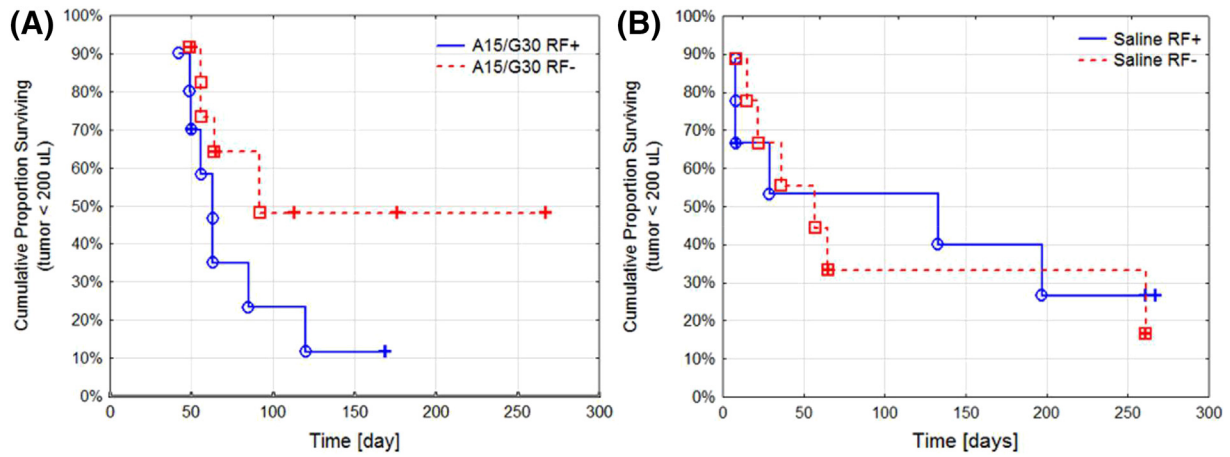 (A)
Cumulative Proportion Surviving
(tumor < 200 uL)
100%
90%
80%
70%
60%
50%
40%
30%
20%
10%
0%
A15/G30 RF+
A15/G30 RF-
0 50 100 150 200 250 300
Time [day]
(B)
Cumulative Proportion Surviving
(tumor < 200 uL)
100%
90%
80%
70%
60%
50%
40%
30%
20%
10%
0%
Saline RF+
Saline RF-
0 50 100 150 200 250 300
Time [days]